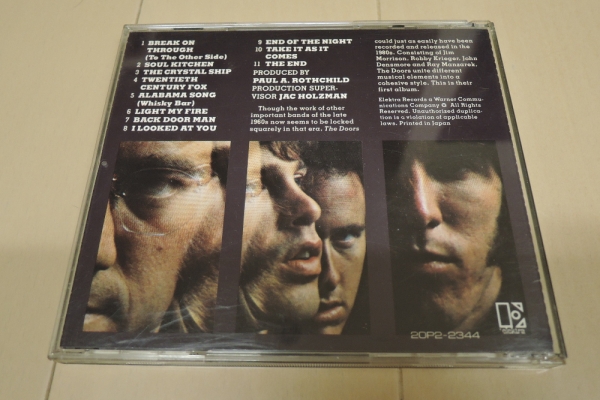 1 BREAK ON
THROUGH
(To The Other Side)
2 SOUL KITCHEN
3 THE CRYSTAL SHIP
4 TWENTIETH
CENTURY FOX
5 ALABAMA SONG
(Whisky Bar)
6 LIGHT MY FIRE
7 BACK DOOR MAN
8 I LOOKED AT YOU
9 END OF THE NIGHT
10 TAKE IT AS IT
COMES
11 THE END
PRODUCED BY
PAUL A. ROTHCHILD
PRODUCTION SUPER-
VISOR JAC HOLZMAN
Though the work of other
important bands of the late
1960s now seems to be locked
squarely in that era. The Doors
could just as easily have been
recorded and released in the
1980s. Consisting of Jim
Morrison, Robby Krieger, John
Densmore and Ray Manzarek,
The Doors unite different
musical elements into a
cohesive style. This is their
first album.
Elektra Records a Warner Commu-
nications Company ℗ All Rights
Reserved. Unauthorized duplica-
tion is a violation of applicable
laws. Printed in Japan
20P2-2344